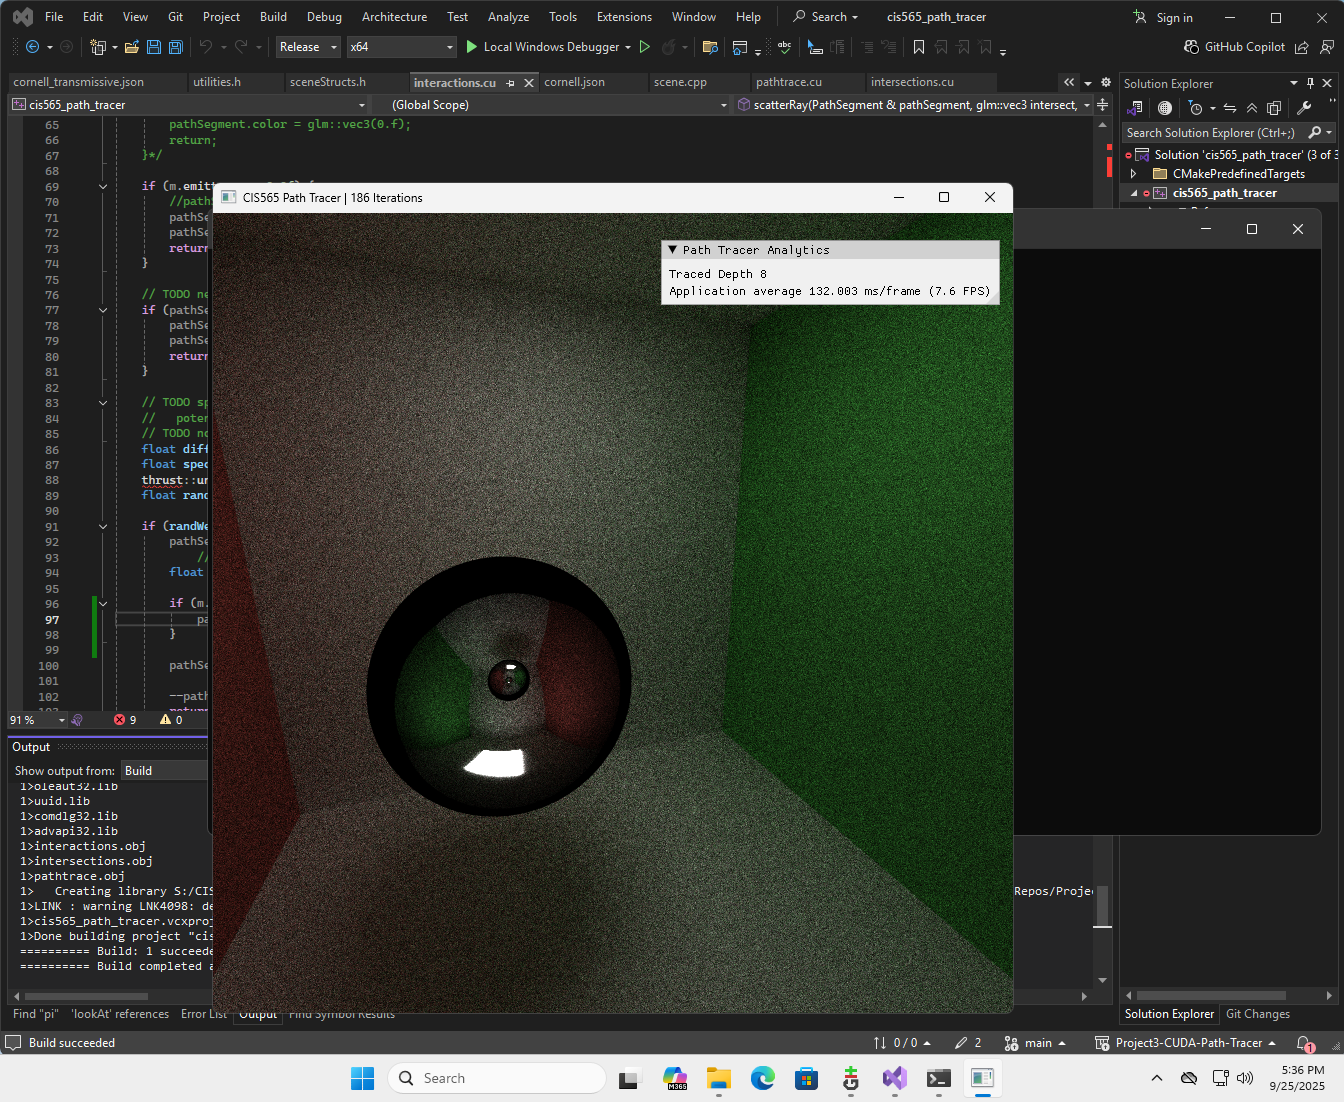 File Edit View Git Project Build Debug Architecture Test Analyze Tools Extensions Window Help Search cis565_path_tracer Sign in
Release x64 Local Windows Debugger GitHub Copilot
cornell_transmissive.json utilities.h sceneStructs.h interactions.cu cornell.json scene.cpp pathtrace.cu intersections.cu
Solution Explorer
cis565_path_tracer (Global Scope) scatterRay(PathSegment & pathSegment, glm::vec3 intersect,
Search Solution Explorer (Ctrl+;)
Solution 'cis565_path_tracer' (3 of 3
CMakePredefinedTargets
cis565_path_tracer
65 pathSegment.color = glm::vec3(0.f);
66 return;
67 }*/
68
69 if (m.emitt
70 //path
71 pathSe
72 pathSe
73 return
74 }
75
76 // TODO ne
77 if (pathSe
78 pathSe
79 pathSe
80 return
81 }
82
83 // TODO sp
84 // poter
85 // TODO no
86 float diff
87 float spec
88 thrust::un
89 float rand
90
91 if (randWe
92 pathSe
93 //
94 float
95
96 if (m.
97 pa
98 }
99
100 pathSe
101
102 --path
91 % 9 0
CIS565 Path Tracer | 186 Iterations
Path Tracer Analytics
Traced Depth 8
Application average 132.003 ms/frame (7.6 FPS)
Output
Show output from: Build
1>oleaut32.lib
1>uuid.lib
1>comdlg32.lib
1>advapi32.lib
1>interactions.obj
1>intersections.obj
1>pathtrace.obj
1> Creating library S:/CIS Repos/Proje
1>LINK : warning LNK4098: de
1>cis565_path_tracer.vcxproj
1>Done building project "cis
========== Build: 1 succeede
========== Build completed a
Find "pi" 'lookAt' references Error List Output Find Symbol Results
Solution Explorer Git Changes
Build succeeded 0 / 0 2 main Project3-CUDA-Path-Tracer 1
Search M365
5:36 PM
9/25/2025